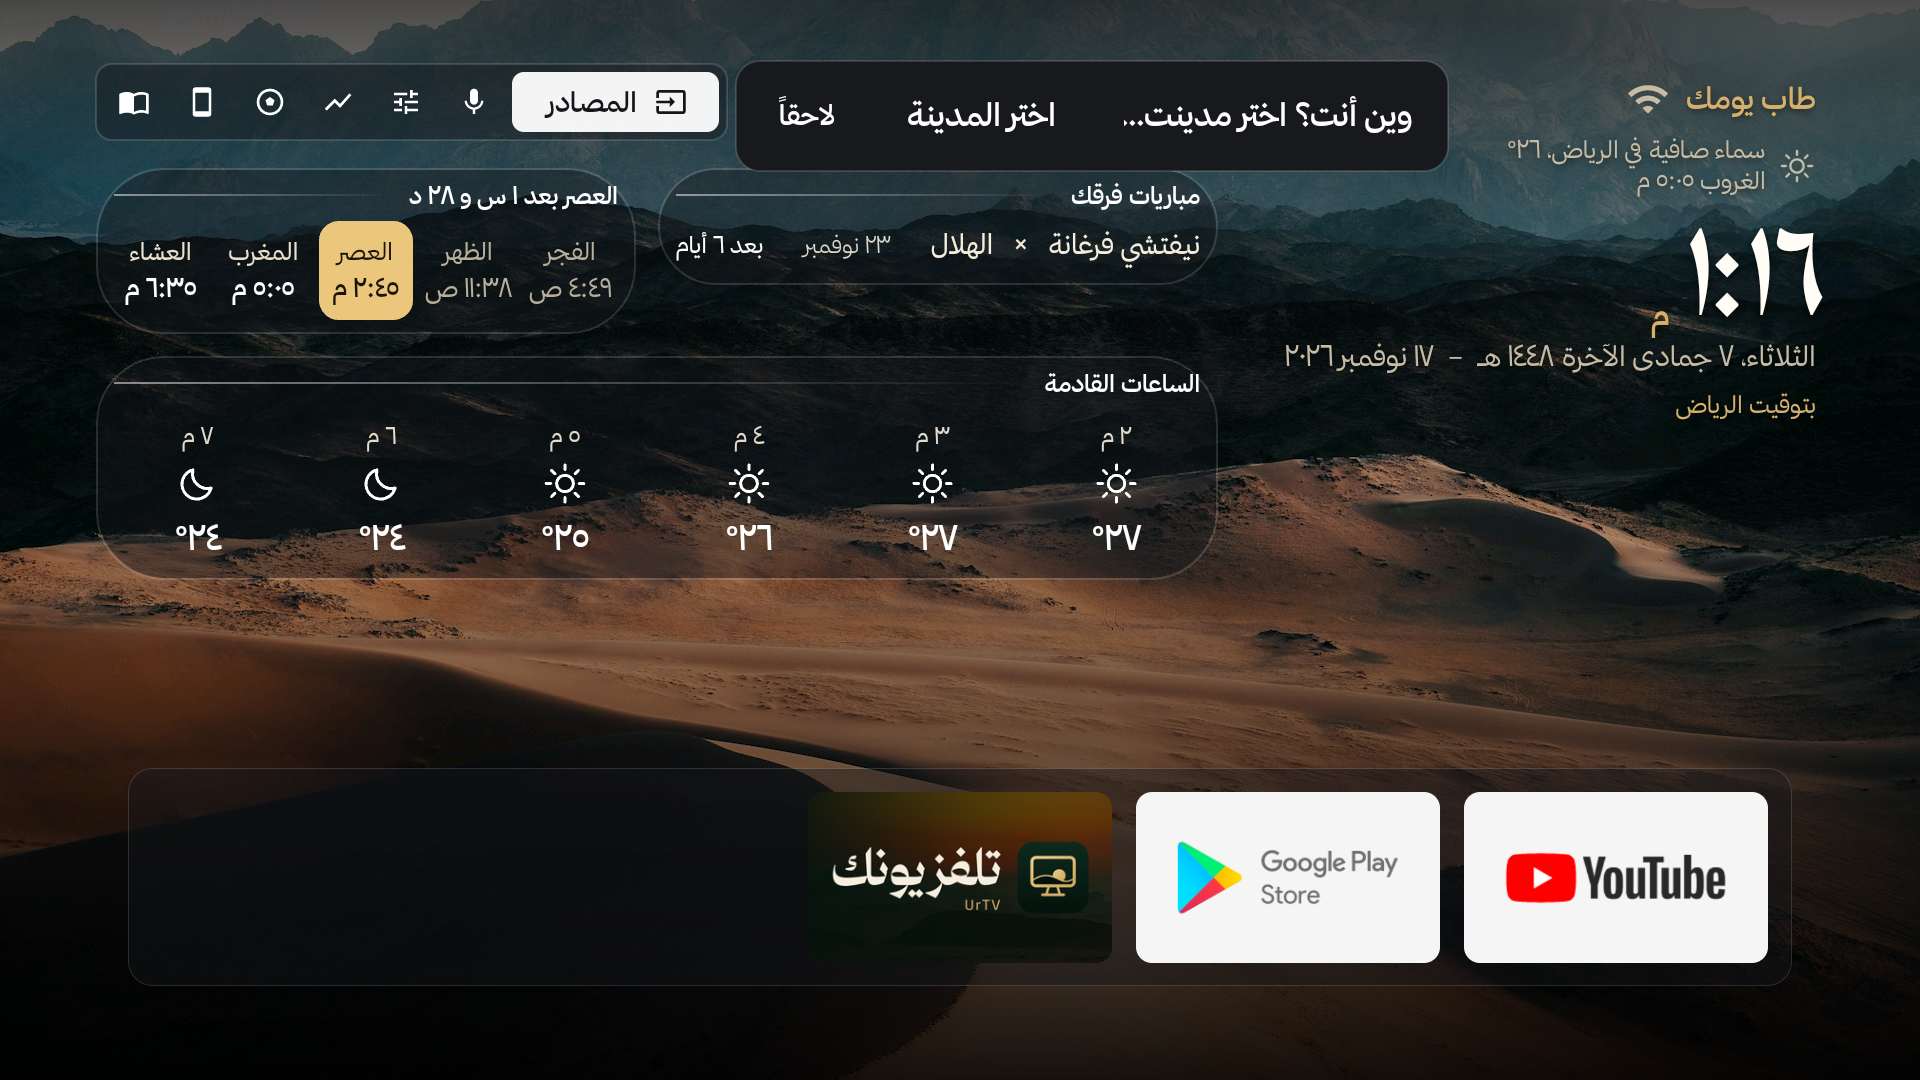 طاب يومك
سماء صافية في الرياض، ٢٦°
الغروب ٥:٠٥ م
١:١٦ م
الثلاثاء، ٧ جمادى الآخرة ١٤٤٨ هـ – ١٧ نوفمبر ٢٠٢٦
بتوقيت الرياض
وين أنت؟ اختر مدينت... اختر المدينة لاحقاً
المصادر
مباريات فرقك
نيفتشي فرغانة × الهلال ٢٣ نوفمبر بعد ٦ أيام
العصر بعد ١ س و ٢٨ د
الفجر الظهر العصر المغرب العشاء
٤:٤٩ ص ١١:٣٨ ص ٢:٤٥ م ٥:٠٥ م ٦:٣٥ م
الساعات القادمة
٢ م ٣ م ٤ م ٥ م ٦ م ٧ م
٢٧° ٢٧° ٢٦° ٢٥° ٢٤° ٢٤°
YouTube
Google Play
Store
تلفزيونك
UrTV